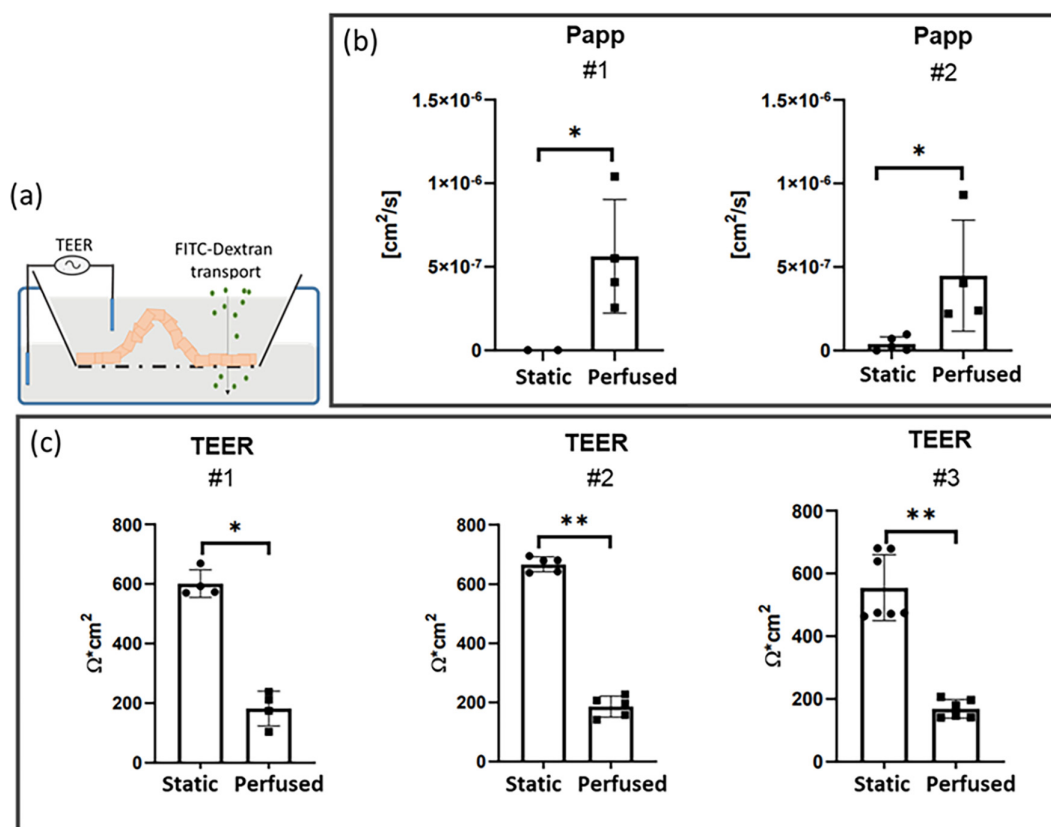 (a)
TEER
FITC-Dextran
transport
(b)
Papp
#1
1.5×10⁻⁶
1×10⁻⁶
5×10⁻⁷
0
[cm²/s]
*
Static Perfused
Papp
#2
1.5×10⁻⁶
1×10⁻⁶
5×10⁻⁷
0
[cm²/s]
*
Static Perfused
(c)
TEER
#1
800
600
400
200
0
Ω*cm²
*
Static Perfused
TEER
#2
800
600
400
200
0
Ω*cm²
**
Static Perfused
TEER
#3
800
600
400
200
0
Ω*cm²
**
Static Perfused